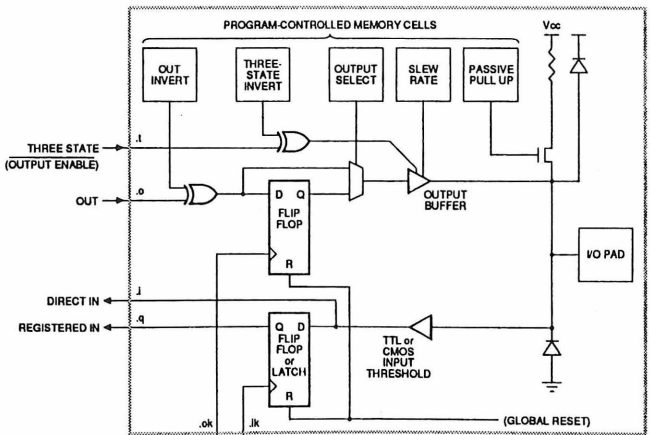 PROGRAM-CONTROLLED MEMORY CELLS
Vcc
OUT
INVERT
THREE-
STATE
INVERT
OUTPUT
SELECT
SLEW
RATE
PASSIVE
PULL UP
THREE STATE
(OUTPUT ENABLE)
.t
OUT
.o
D Q
FLIP
FLOP
R
OUTPUT
BUFFER
I/O PAD
DIRECT IN
.i
REGISTERED IN
.q
Q D
FLIP
FLOP
or
LATCH
R
TTL or
CMOS
INPUT
THRESHOLD
.ok
.ik
(GLOBAL RESET)